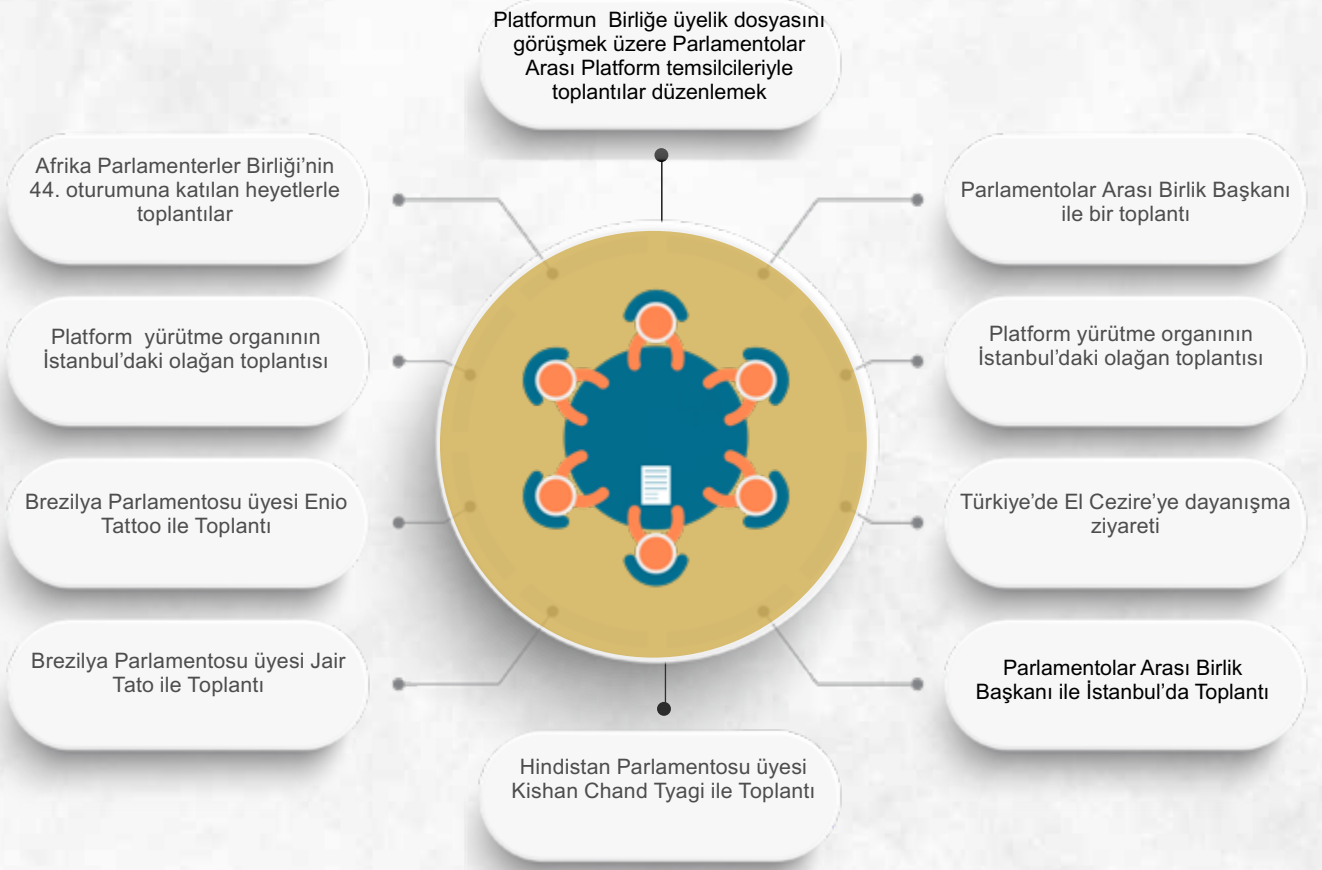 Platformun Birliğe üyelik dosyasını
görüşmek üzere Parlamentolar
Arası Platform temsilcileriyle
toplantılar düzenlemek
Afrika Parlamenterler Birliği’nin
44. oturumuna katılan heyetlerle
toplantılar
Parlamentolar Arası Birlik Başkanı
ile bir toplantı
Platform yürütme organının
İstanbul’daki olağan toplantısı
Platform yürütme organının
İstanbul’daki olağan toplantısı
Brezilya Parlamentosu üyesi Enio
Tattoo ile Toplantı
Türkiye’de El Cezire’ye dayanışma
ziyareti
Brezilya Parlamentosu üyesi Jair
Tato ile Toplantı
Parlamentolar Arası Birlik
Başkanı ile İstanbul’da Toplantı
Hindistan Parlamentosu üyesi
Kishan Chand Tyagi ile Toplantı